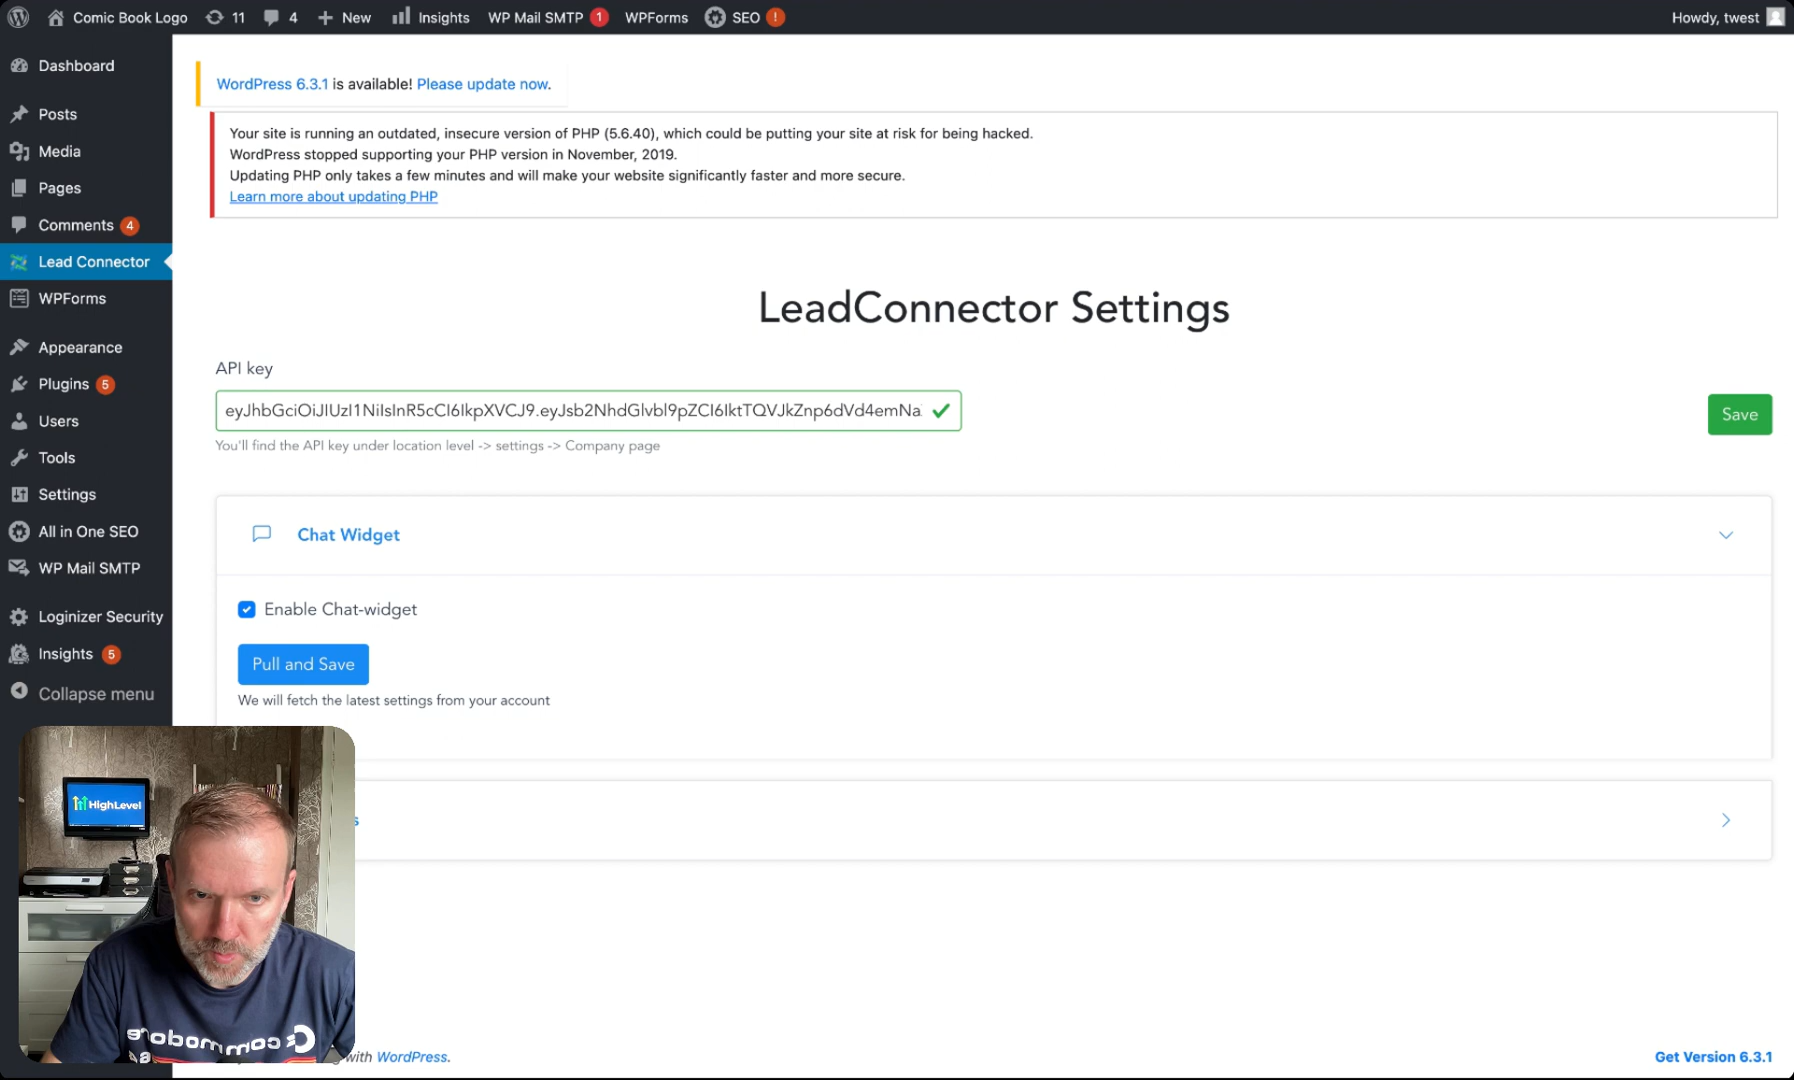 Comic Book Logo 11 4 New Insights WP Mail SMTP 1 WPForms SEO ! Howdy, twest
Dashboard
Posts
Media
Pages
Comments 4
Lead Connector
WPForms
Appearance
Plugins 5
Users
Tools
Settings
All in One SEO
WP Mail SMTP
Loginizer Security
Insights 5
Collapse menu
WordPress 6.3.1 is available! Please update now.
Your site is running an outdated, insecure version of PHP (5.6.40), which could be putting your site at risk for being hacked.
WordPress stopped supporting your PHP version in November, 2019.
Updating PHP only takes a few minutes and will make your website significantly faster and more secure.
Learn more about updating PHP
LeadConnector Settings
API key
eyJhbGciOiJIUzI1NiIsInR5cCI6IkpXVCJ9.eyJsb2NhdGlvbl9pZCI6IktTQVJkZnp6dVd4emNa
Save
You'll find the API key under location level -> settings -> Company page
Chat Widget
Enable Chat-widget
Pull and Save
We will fetch the latest settings from your account
s
HighLevel
commodore
with WordPress.
Get Version 6.3.1